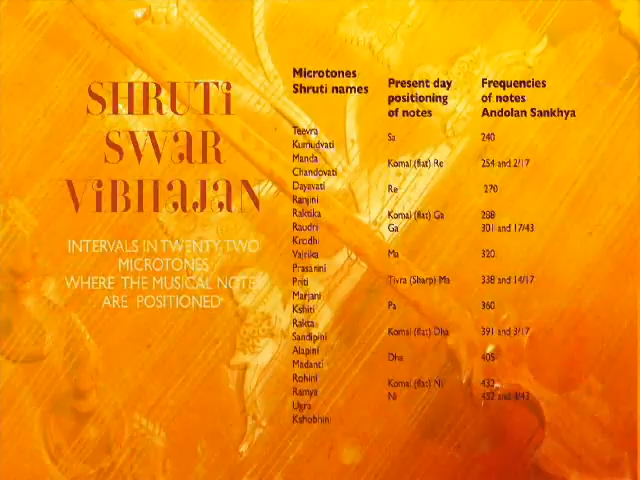 SHRUTi
SWAR
ViBHAJAN
INTERVALS IN TWENTY TWO
MICROTONES
WHERE THE MUSICAL NOTE
ARE POSITIONED
Microtones
Shruti names
Teevra
Kumudvati
Manda
Chandovati
Dayavati
Ranjini
Raktika
Raudri
Krodhi
Vajrika
Prasarini
Priti
Marjani
Kshiti
Rakta
Sandipini
Alapini
Madanti
Rohini
Ramya
Ugra
Kshobhini
Present day
positioning
of notes
Sa
Komal (flat) Re
Re
Komal (flat) Ga
Ga
Ma
Tivra (Sharp) Ma
Pa
Komal (flat) Dha
Dha
Komal (flat) Ni
Ni
Frequencies
of notes
Andolan Sankhya
240
254 and 2/17
270
288
301 and 17/43
320
338 and 14/17
360
391 and 3/17
405
432
452 and 4/43